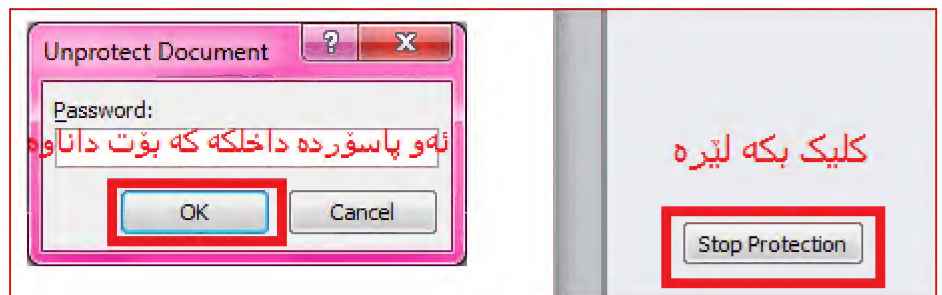 Unprotect Document
Password:
ئەو پاسۆردە داخلکە کە بۆت داناوە
OK
Cancel
کلیک بکە لێرە
Stop Protection